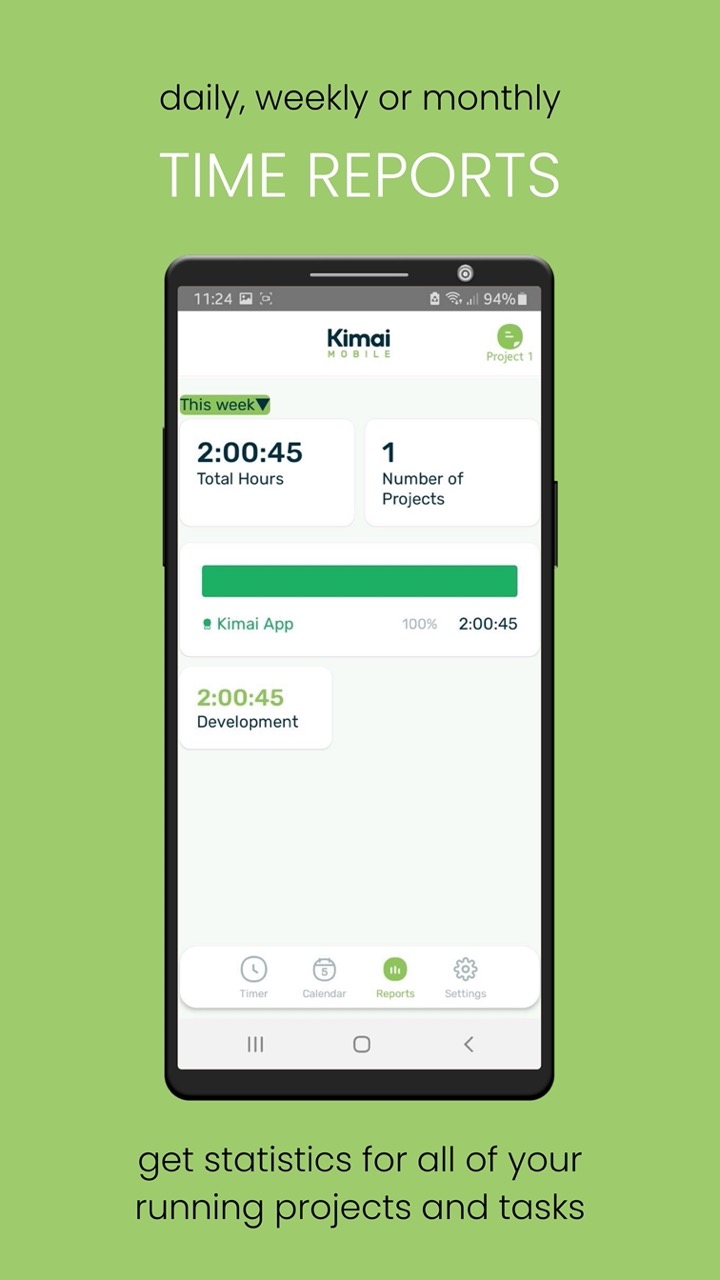 daily, weekly or monthly
TIME REPORTS
11:24 94%
Kimai
MOBILE
Project 1
This week▼
2:00:45
Total Hours
1
Number of
Projects
Kimai App 100% 2:00:45
2:00:45
Development
5
Timer Calendar Reports Settings
get statistics for all of your
running projects and tasks